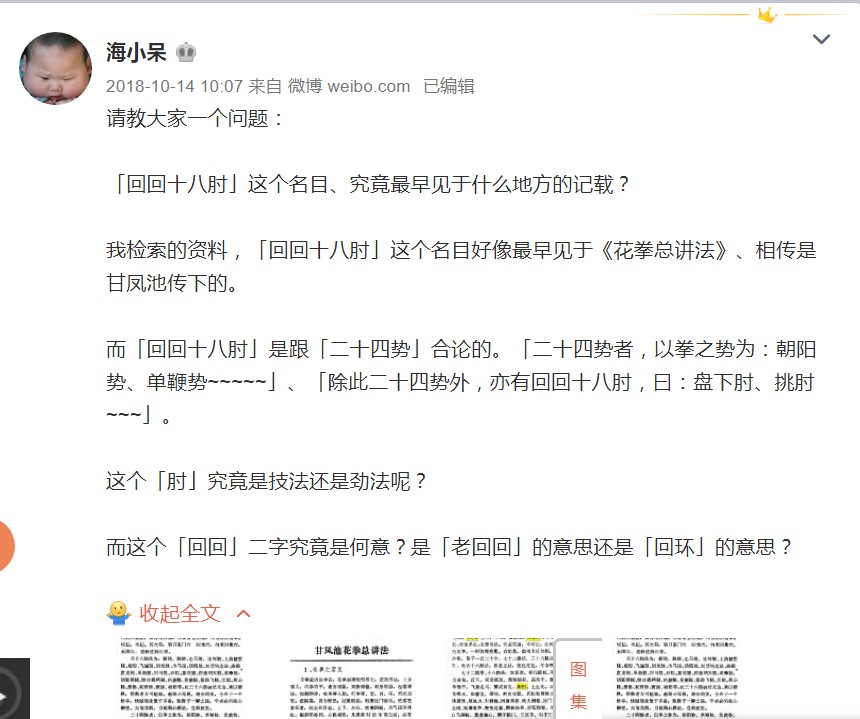 海小呆
2018-10-14 10:07 来自 微博 weibo.com 已编辑
请教大家一个问题：
「回回十八肘」这个名目、究竟最早见于什么地方的记载？
我检索的资料，「回回十八肘」这个名目好像最早见于《花拳总讲法》、相传是
甘凤池传下的。
而「回回十八肘」是跟「二十四势」合论的。「二十四势者，以拳之势为：朝阳
势、单鞭势~~~~~」、「除此二十四势外，亦有回回十八肘，曰：盘下肘、挑肘
~~~」。
这个「肘」究竟是技法还是劲法呢？
而这个「回回」二字究竟是何意？是「老回回」的意思还是「回环」的意思？
收起全文
甘凤池花拳总讲法
图
集